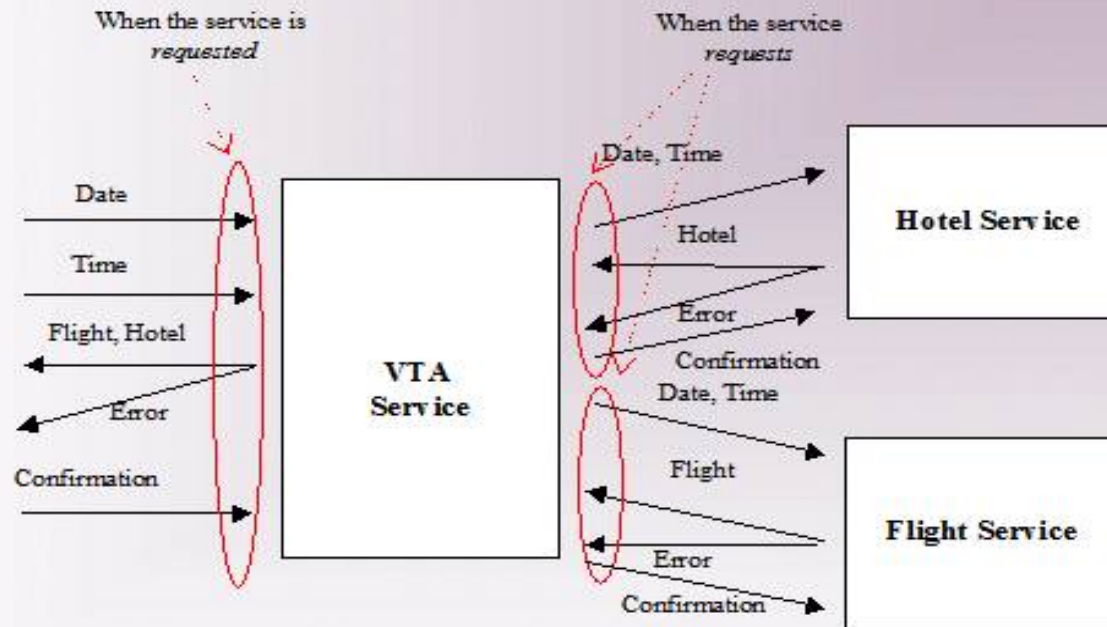 When the service is
requested
When the service
requests
Date
Time
Flight, Hotel
Error
Confirmation
VTA
Service
Date, Time
Hotel
Error
Confirmation
Hotel Service
Date, Time
Flight
Error
Confirmation
Flight Service